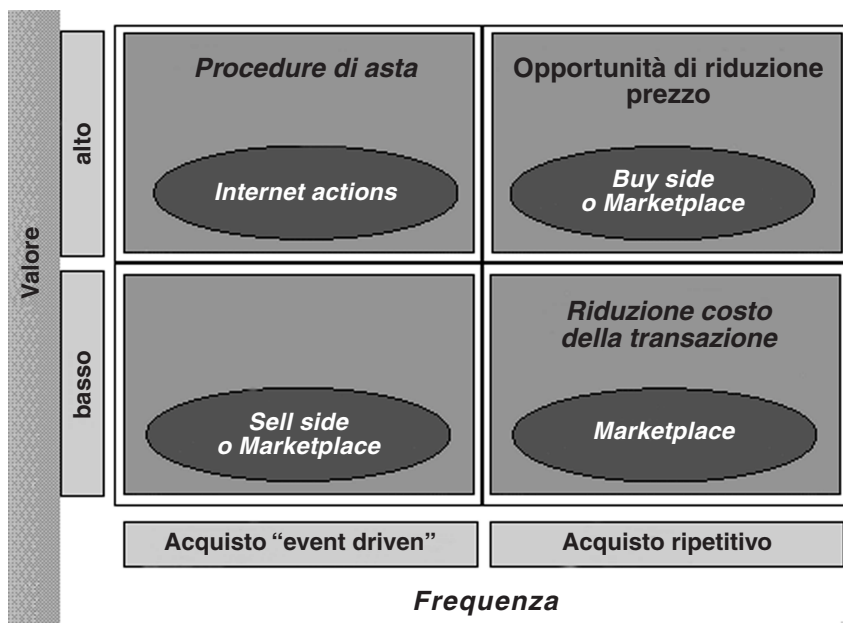 Valore
alto
Procedure di asta
Internet actions
Opportunità di riduzione
prezzo
Buy side
o Marketplace
basso
Sell side
o Marketplace
Riduzione costo
della transazione
Marketplace
Acquisto “event driven”
Acquisto ripetitivo
Frequenza